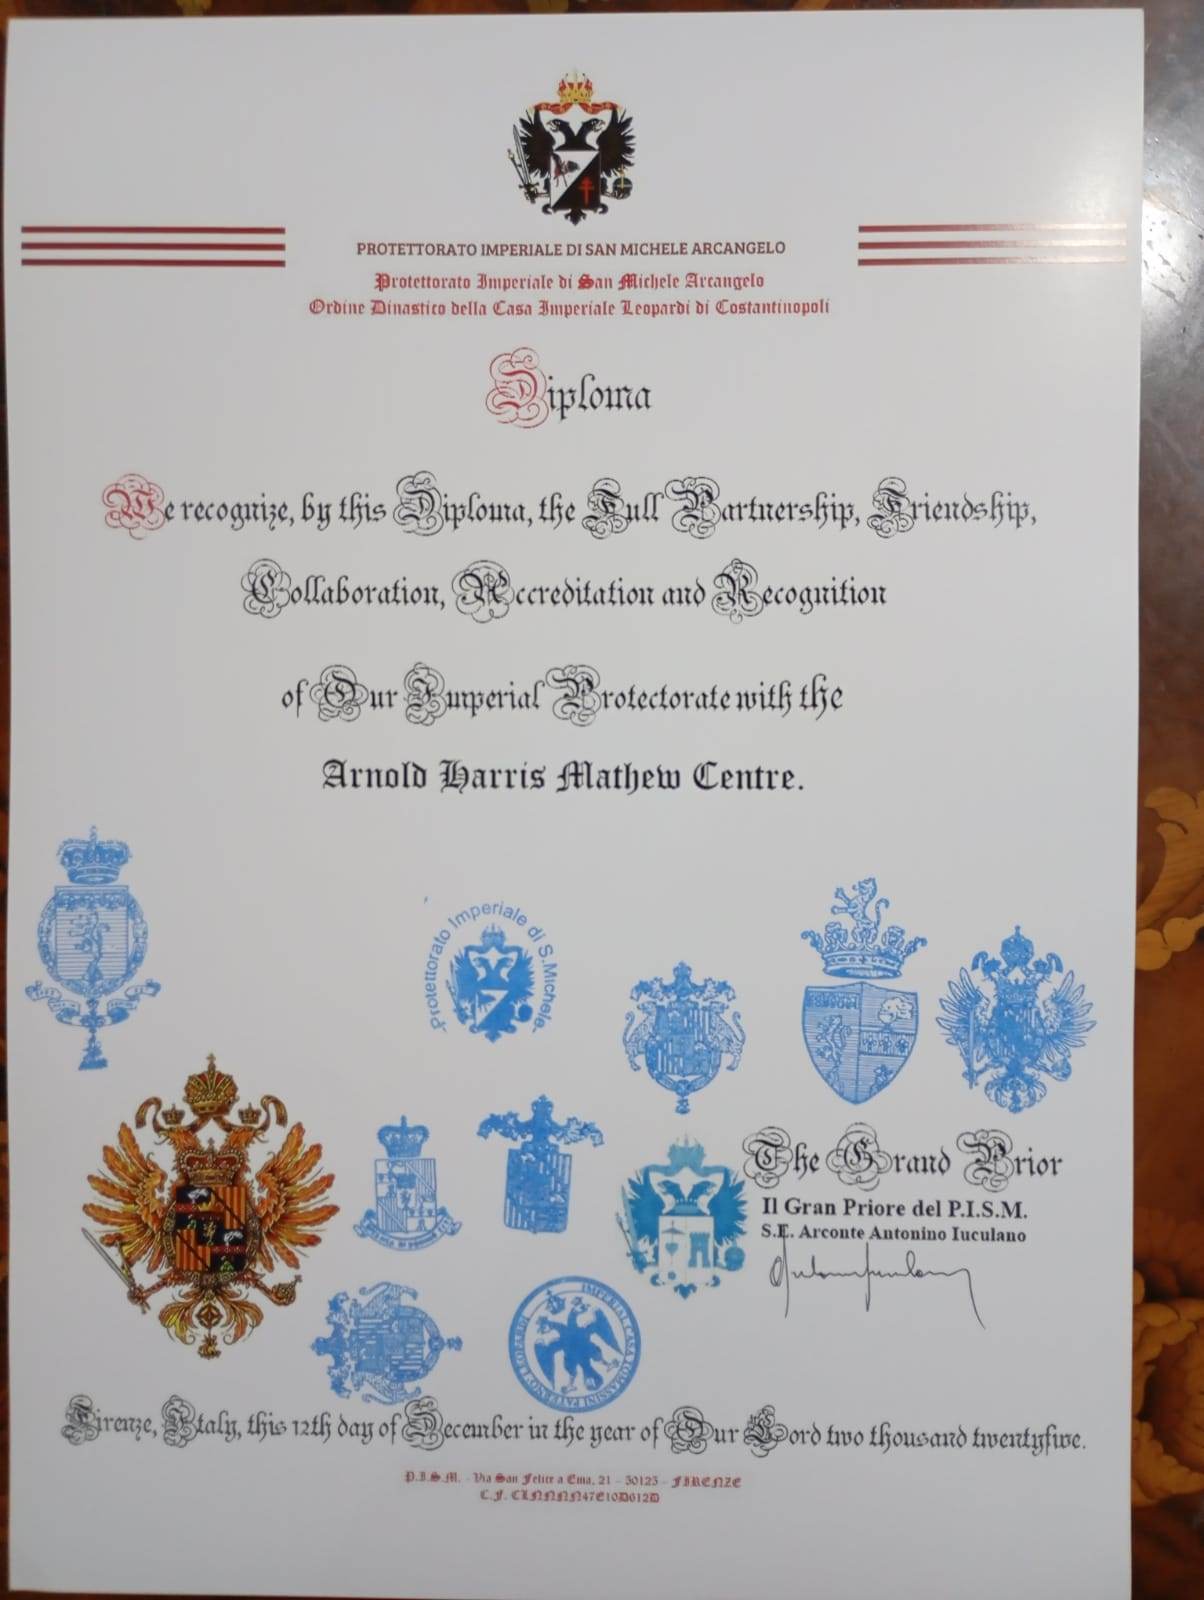 PROTETTORATO IMPERIALE DI SAN MICHELE ARCANGELO
Protettorato Imperiale di San Michele Arcangelo
Ordine Dinastico della Casa Imperiale Leopardi di Costantinopoli
Diploma
We recognize, by this Diploma, the Full Partnership, Friendship,
Collaboration, Accreditation and Recognition
of Our Imperial Protectorate with the
Arnold Harris Mathew Centre.
Protettorato Imperiale di S.Michele
The Grand Prior
Il Gran Priore del P.I.S.M.
S.E. Arconte Antonino Iuculano
Firenze, Italy, this 12th day of December in the year of Our Lord two thousand twentyfive.
P.I.S.M. - Via San Felice a Ema, 21 - 50125 - FIRENZE